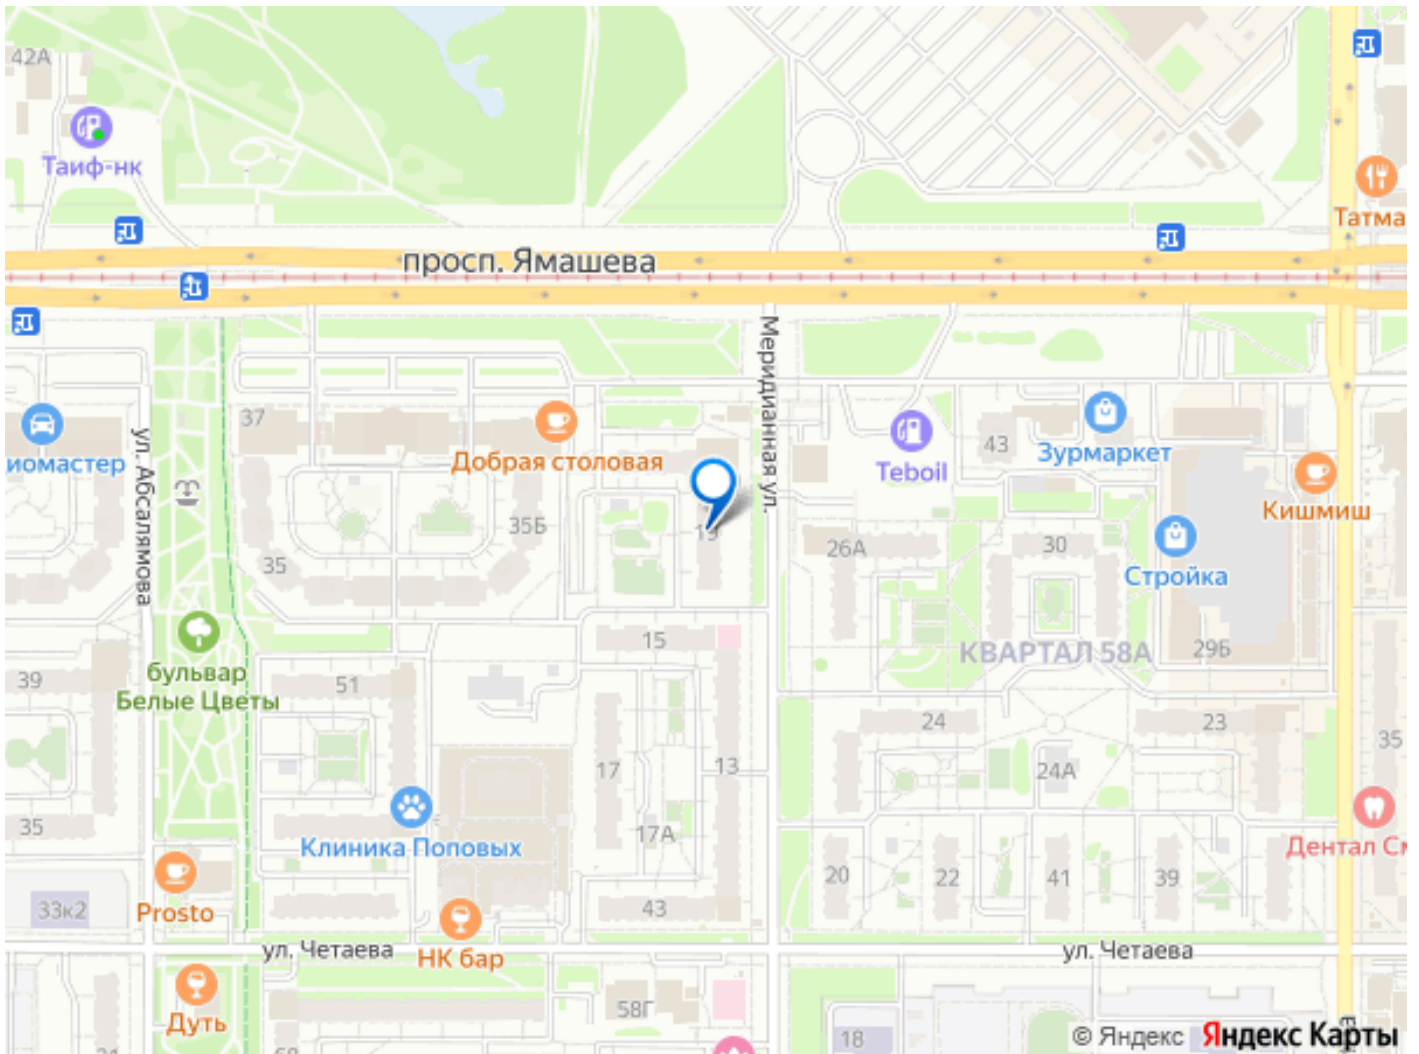 42А
Таиф-нк
Татма
просп. Ямашева
Меридианная ул.
37
43
Зурмаркет
иомастер
ул. Абсалямова
Добрая столовая
Teboil
Кишмиш
35Б
19
26А
30
35
Стройка
15
КВАРТАЛ 58А
29Б
39
бульвар
Белые Цветы
51
24
23
35
17
13
24А
35
17А
Клиника Поповых
Дентал См
20
22
41
39
33к2
Prosto
43
ул. Четаева
НК бар
ул. Четаева
58Г
Дуть
18
© Яндекс Яндекс Карты